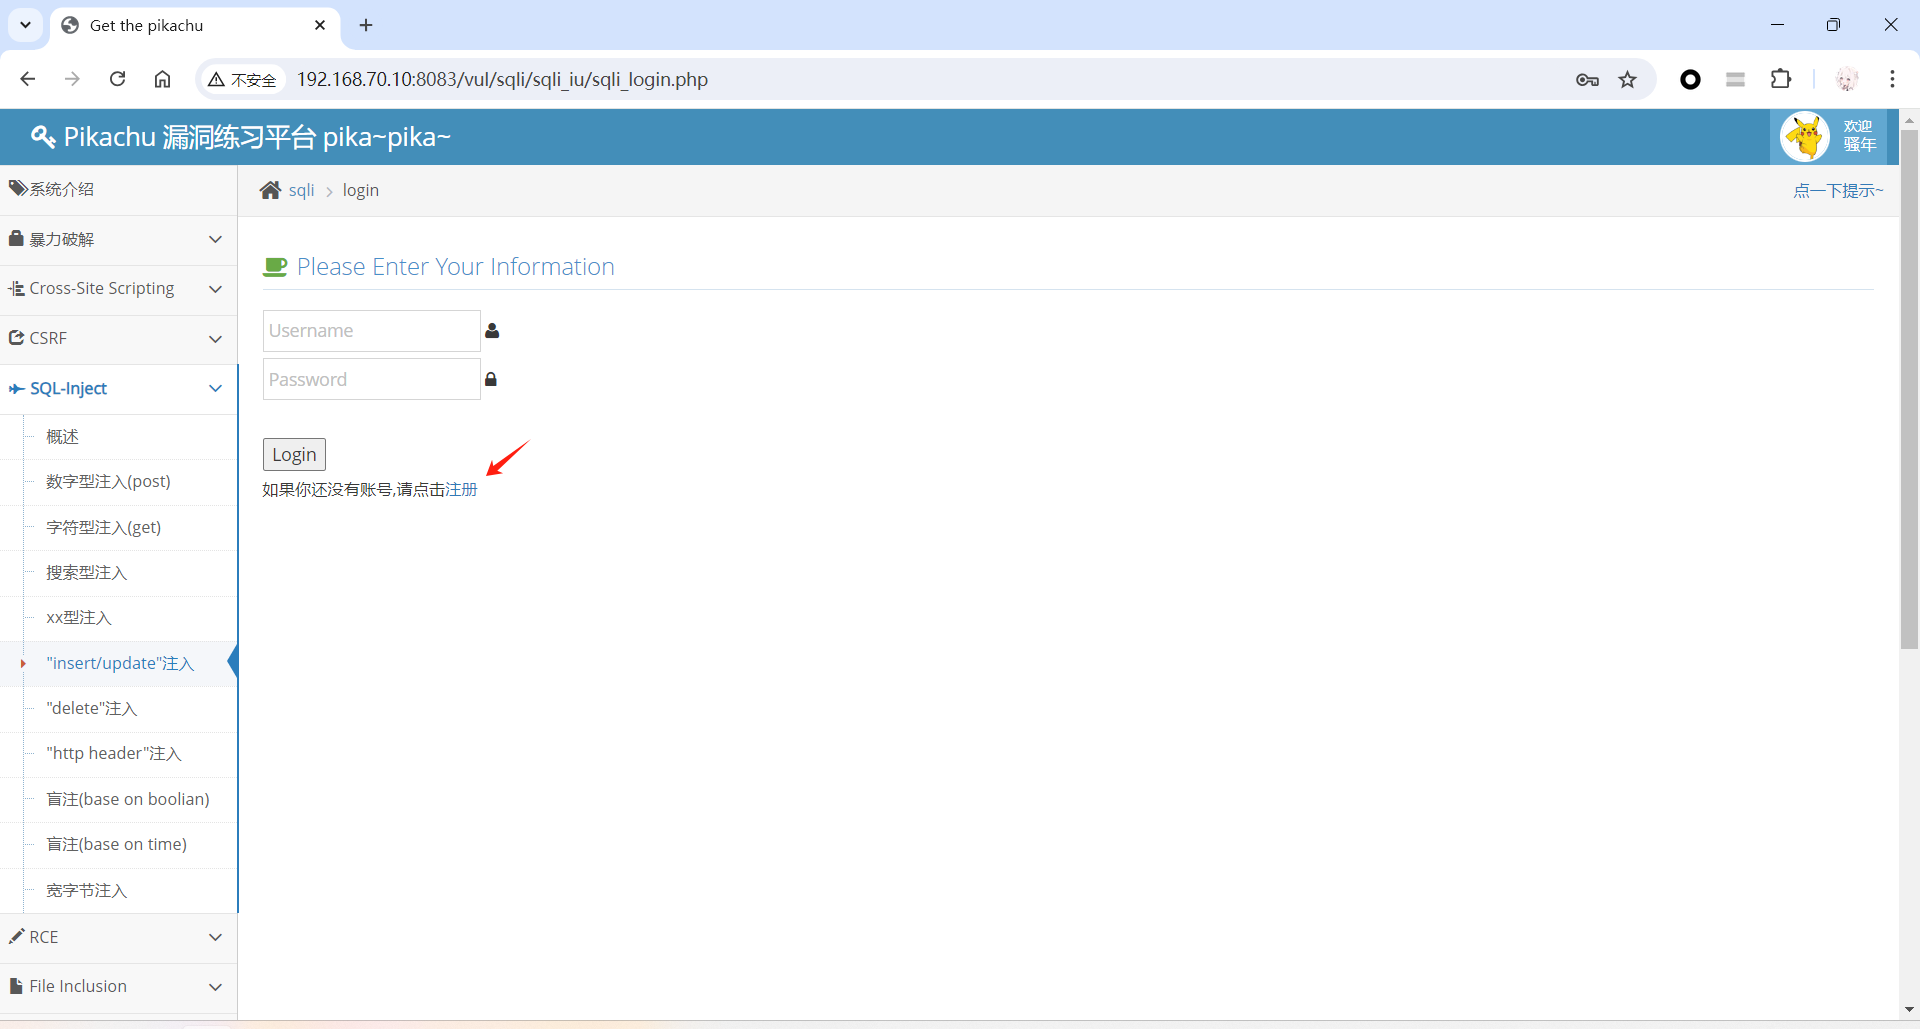 Get the pikachu
不安全
192.168.70.10:8083/vul/sqli/sqli_iu/sqli_login.php
Pikachu 漏洞练习平台 pika~pika~
欢迎
骚年
系统介绍
暴力破解
Cross-Site Scripting
CSRF
SQL-Inject
概述
数字型注入(post)
字符型注入(get)
搜索型注入
xx型注入
"insert/update"注入
"delete"注入
"http header"注入
盲注(base on boolian)
盲注(base on time)
宽字节注入
RCE
File Inclusion
sqli > login
点一下提示~
Please Enter Your Information
Username
Password
Login
如果你还没有账号,请点击注册